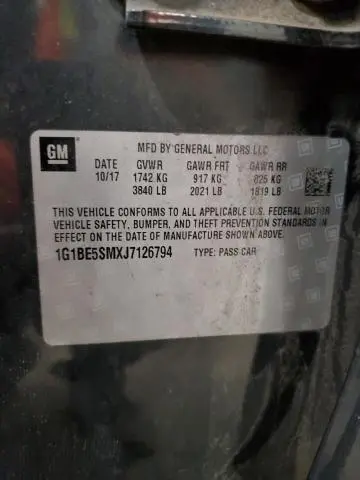 GM
MFD BY GENERAL MOTORS LLC
DATE GVWR GAWR FRT GAWR RR
10/17 1742 KG 917 KG 825 KG
3840 LB 2021 LB 1819 LB
THIS VEHICLE CONFORMS TO ALL APPLICABLE U.S. FEDERAL MOTOR
VEHICLE SAFETY, BUMPER, AND THEFT PREVENTION STANDARDS
IN EFFECT ON THE DATE OF MANUFACTURE SHOWN ABOVE.
1G1BE5SMXJ7126794 TYPE: PASS CAR